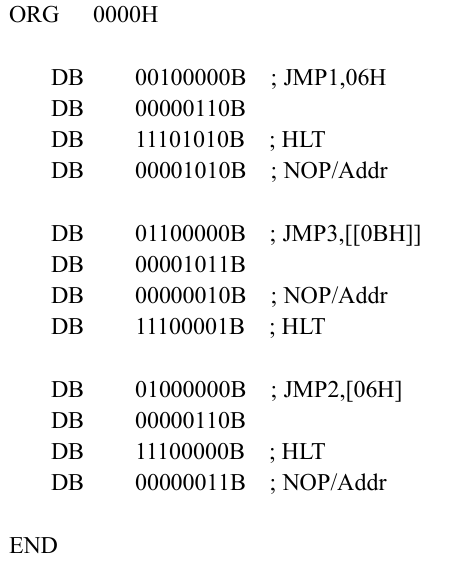 ORG 0000H
DB 00100000B ; JMP1,06H
DB 00000110B
DB 11101010B ; HLT
DB 00001010B ; NOP/Addr
DB 01100000B ; JMP3,[[0BH]]
DB 00001011B
DB 00000010B ; NOP/Addr
DB 11100001B ; HLT
DB 01000000B ; JMP2,[06H]
DB 00000110B
DB 11100000B ; HLT
DB 00000011B ; NOP/Addr
END